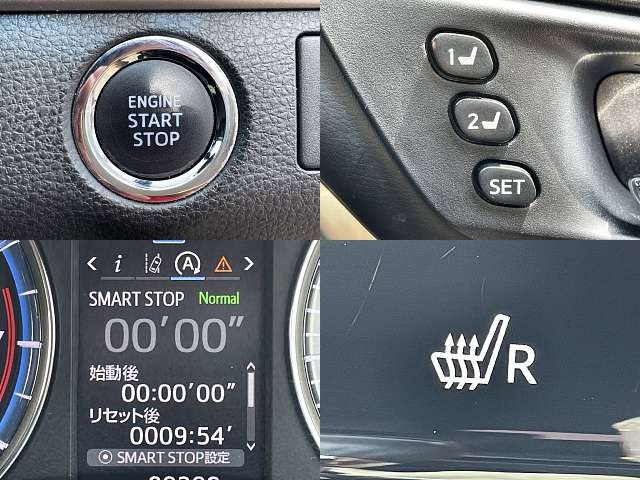 ENGINE
START
STOP
1
2
SET
i
SMART STOP Normal
00'00"
始動後
00:00'00"
リセット後
0009:54'
SMART STOP設定
R